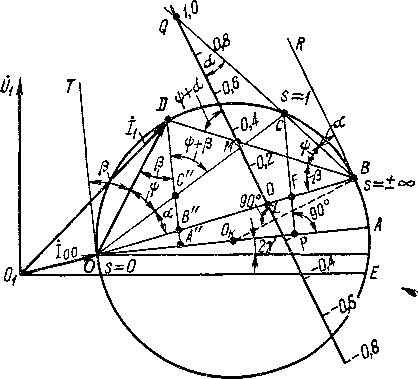 Q 1,0
R
0,8
α
-0,6
U̇₁
T
D
ψ+α
-0,4
C
s=1
İ₁
M
ψ+β
-0,2
ψ
α
β
β
ψ
C"
F
β
B
s=±∞
α
B"
90°
O
90°
A"
Oₖ
P
A
İ₀₀
O
2γ
O₁
s=0
-0,4
E
-0,6
-0,8